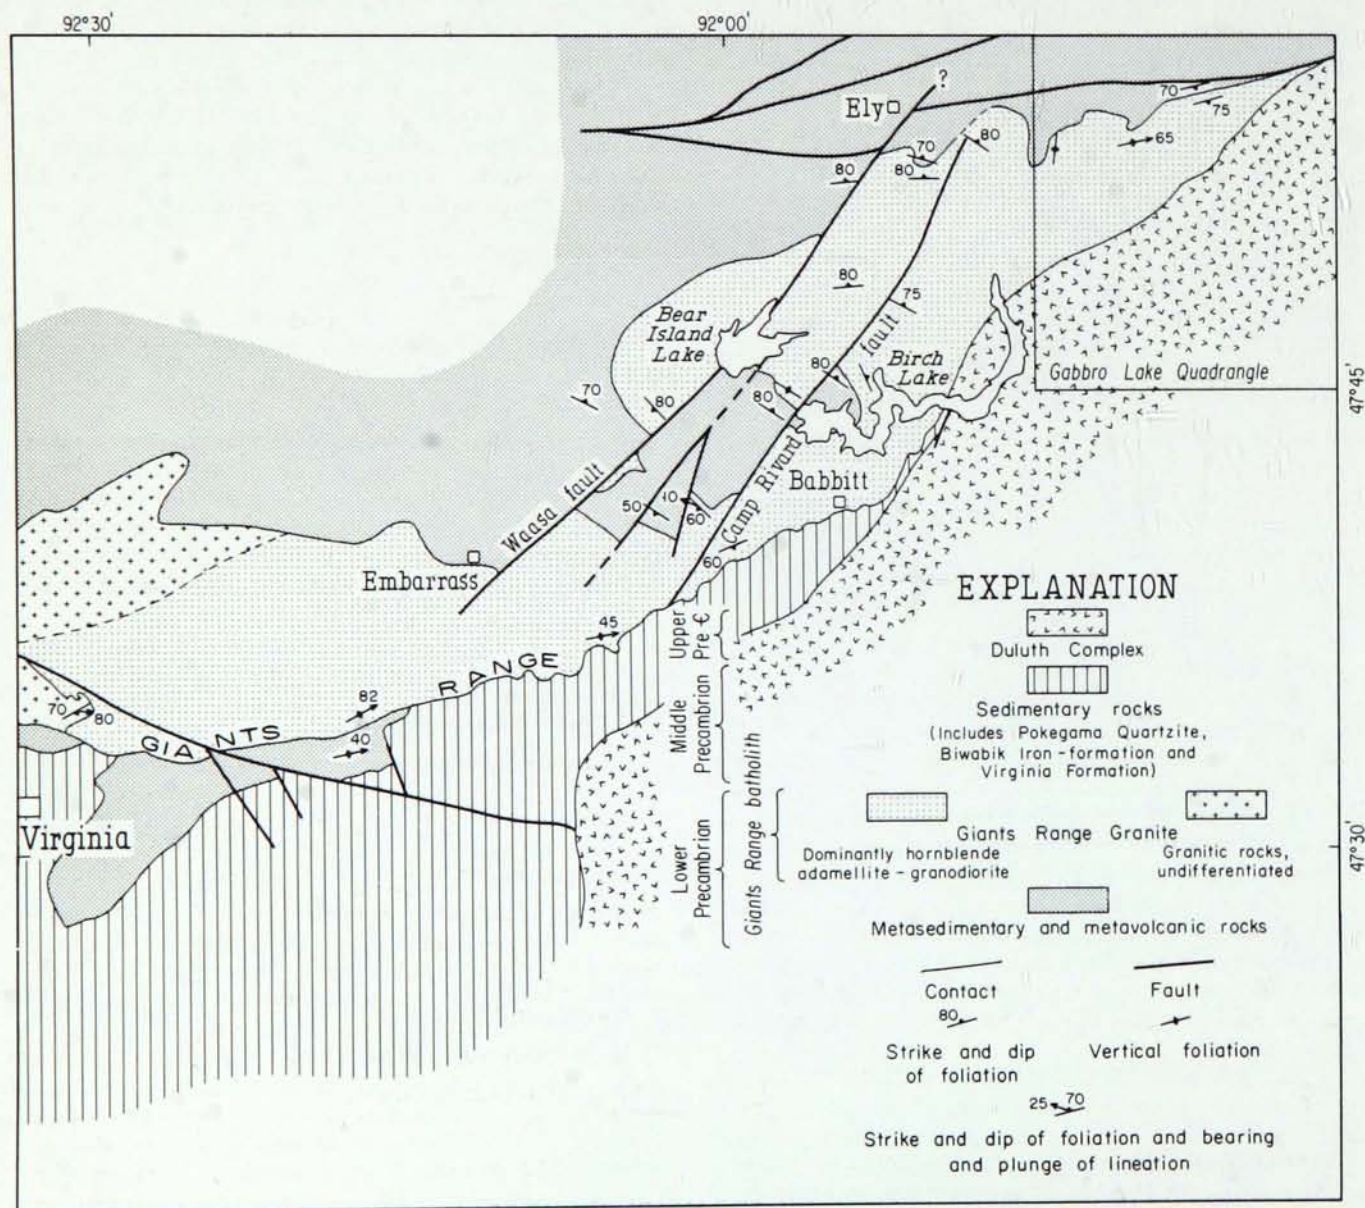 92°30'
92°00'
?
Ely
70
75
80
70
65
80
80
80
75
Bear
Island
Lake
fault
80
Birch
Lake
Gabbro Lake Quadrangle
47°45'
70
80
80
Waasa fault
Camp Rivard
Babbitt
50
40
60
60
Embarrass
EXPLANATION
45
Upper
Pre Є
Duluth Complex
RANGE
82
70
80
GIANTS
40
Middle
Precambrian
Sedimentary rocks
(Includes Pokegama Quartzite,
Biwabik Iron-formation and
Virginia Formation)
Virginia
Lower
Precambrian
Giants Range batholith
Giants Range Granite
Dominantly hornblende
adamellite - granodiorite
Granitic rocks,
undifferentiated
47°30'
Metasedimentary and metavolcanic rocks
Contact
Fault
80
Strike and dip
of foliation
Vertical foliation
25 70
Strike and dip of foliation and bearing
and plunge of lineation